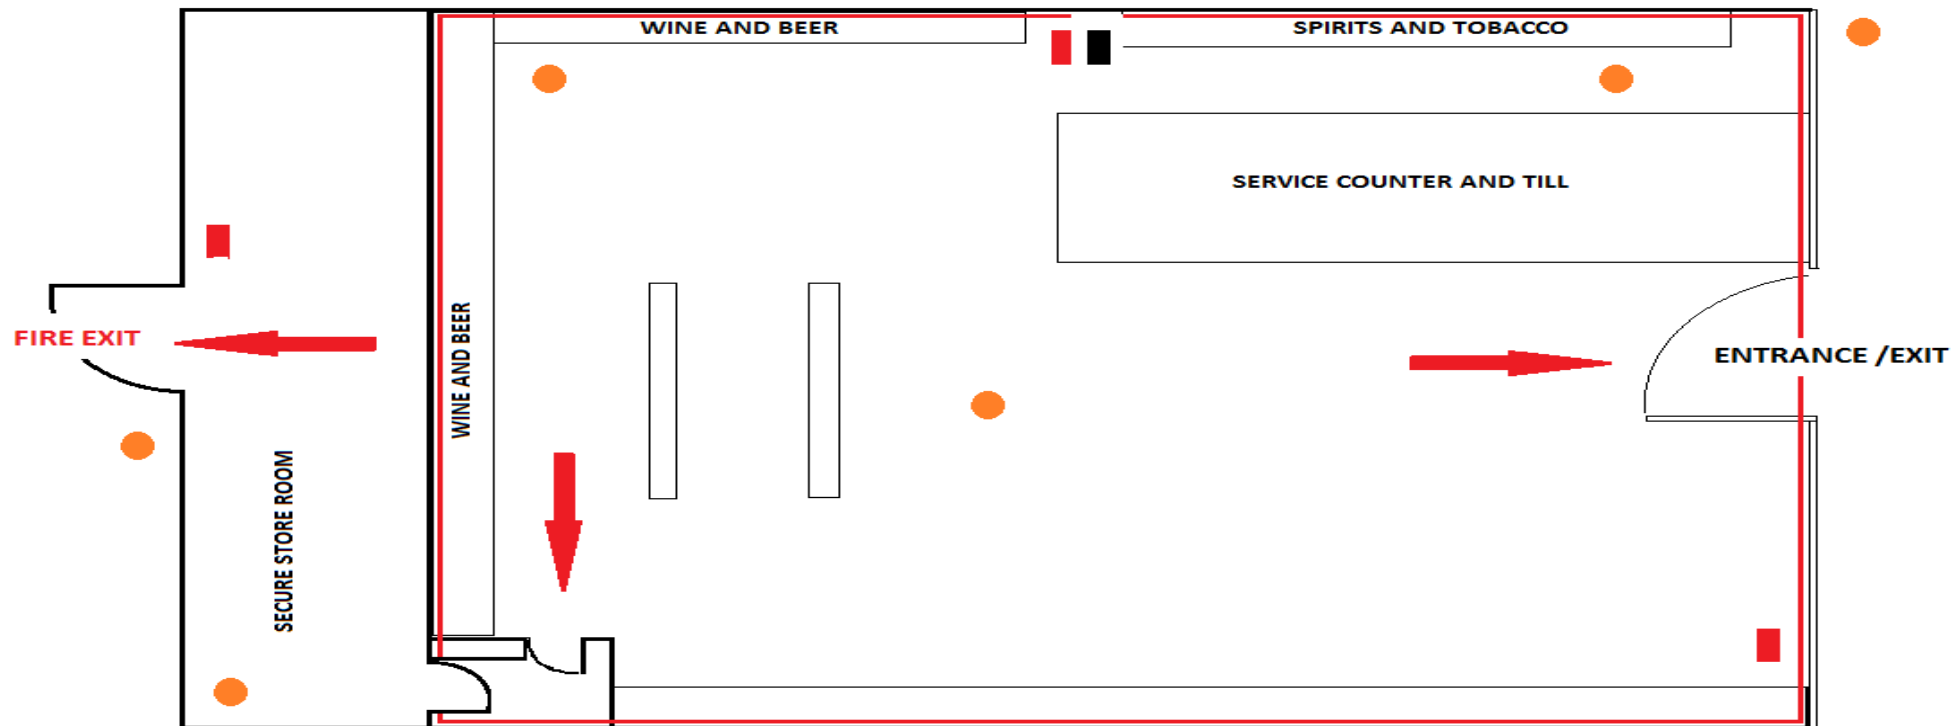 WINE AND BEER
SPIRITS AND TOBACCO
SERVICE COUNTER AND TILL
FIRE EXIT
WINE AND BEER
ENTRANCE /EXIT
SECURE STORE ROOM